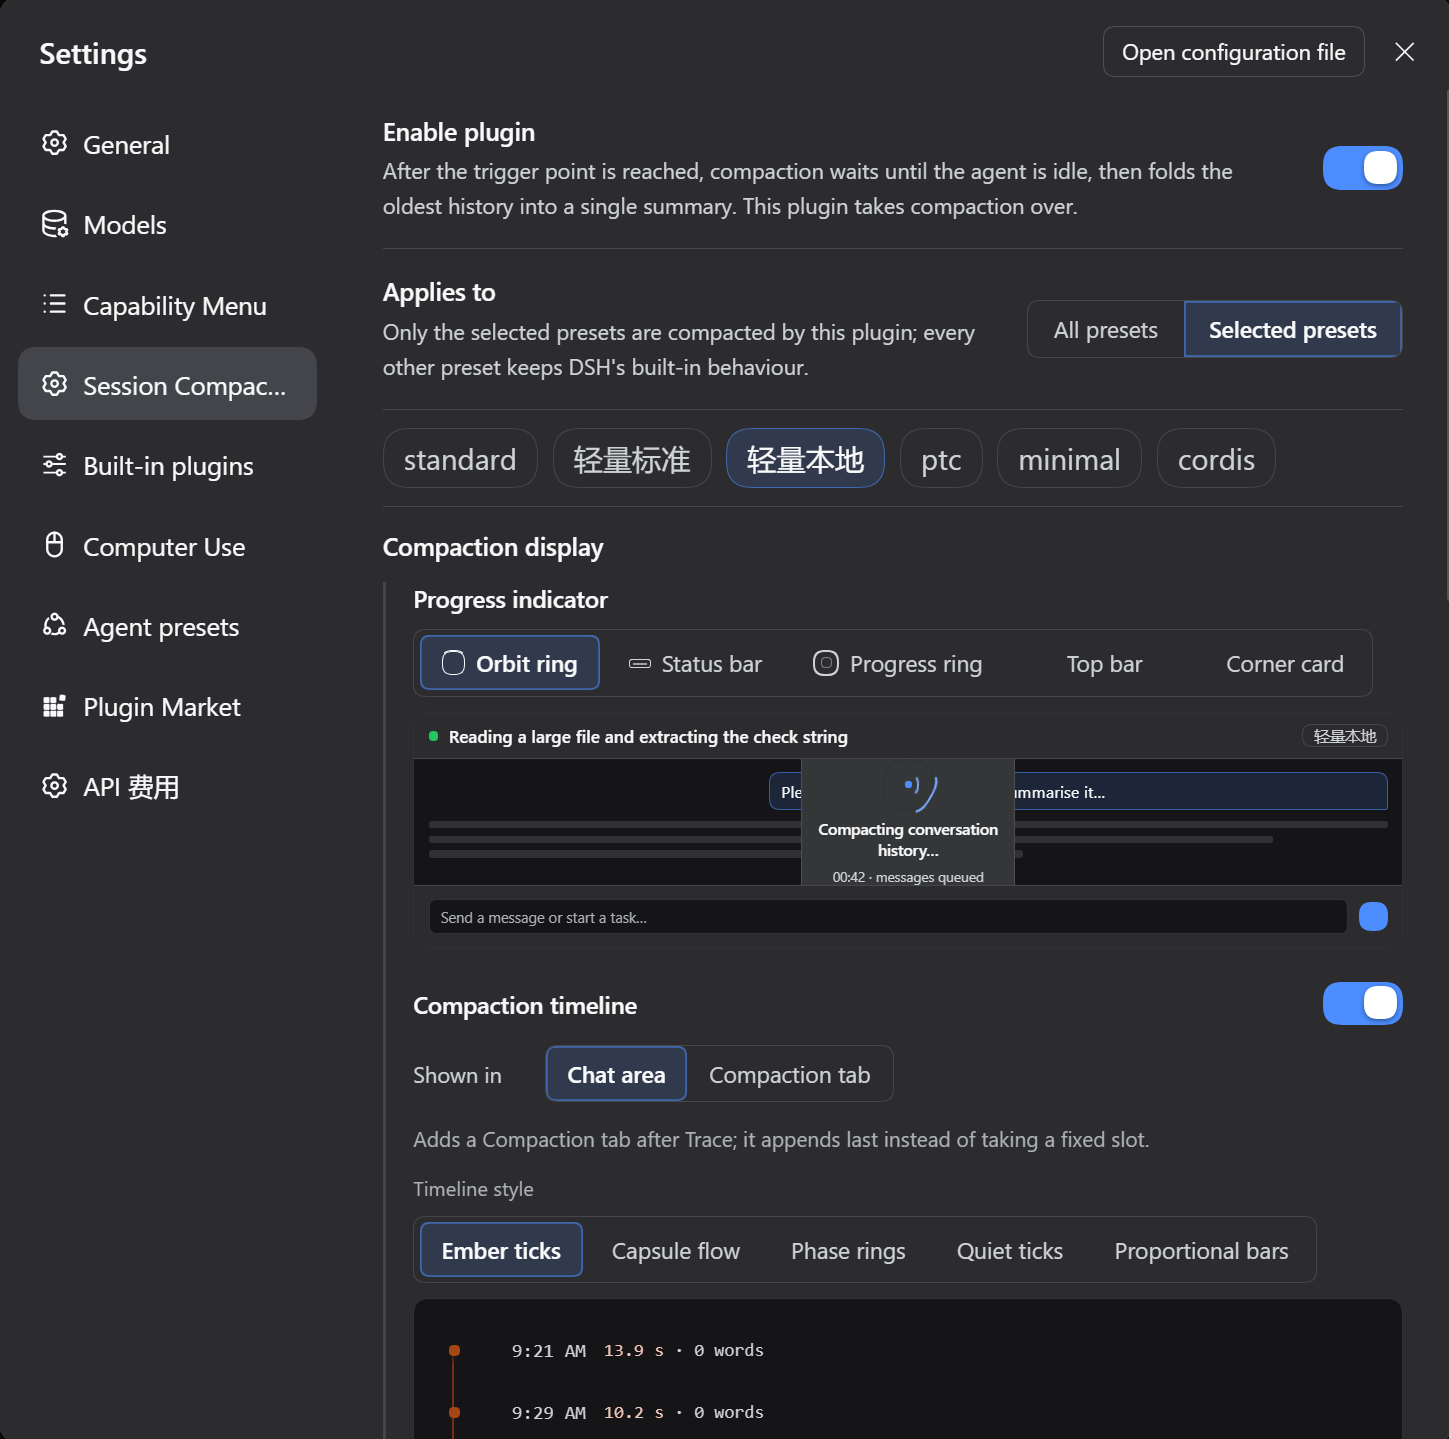 Settings
Open configuration file
General
Models
Capability Menu
Session Compac...
Built-in plugins
Computer Use
Agent presets
Plugin Market
API 费用
Enable plugin
After the trigger point is reached, compaction waits until the agent is idle, then folds the
oldest history into a single summary. This plugin takes compaction over.
Applies to
Only the selected presets are compacted by this plugin; every
other preset keeps DSH's built-in behaviour.
All presets
Selected presets
standard
轻量标准
轻量本地
ptc
minimal
cordis
Compaction display
Progress indicator
Orbit ring
Status bar
Progress ring
Top bar
Corner card
Reading a large file and extracting the check string
轻量本地
Ple
ummarise it...
Compacting conversation
history...
00:42 · messages queued
Send a message or start a task...
Compaction timeline
Shown in
Chat area
Compaction tab
Adds a Compaction tab after Trace; it appends last instead of taking a fixed slot.
Timeline style
Ember ticks
Capsule flow
Phase rings
Quiet ticks
Proportional bars
9:21 AM 13.9 s · 0 words
9:29 AM 10.2 s · 0 words